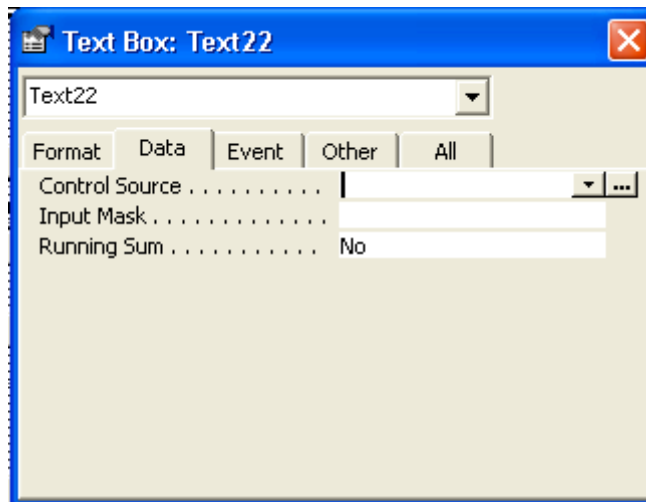 Text Box: Text22
Text22
Format Data Event Other All
Control Source . . . . . . . . . .
Input Mask . . . . . . . . . . . . .
Running Sum . . . . . . . . . . . No